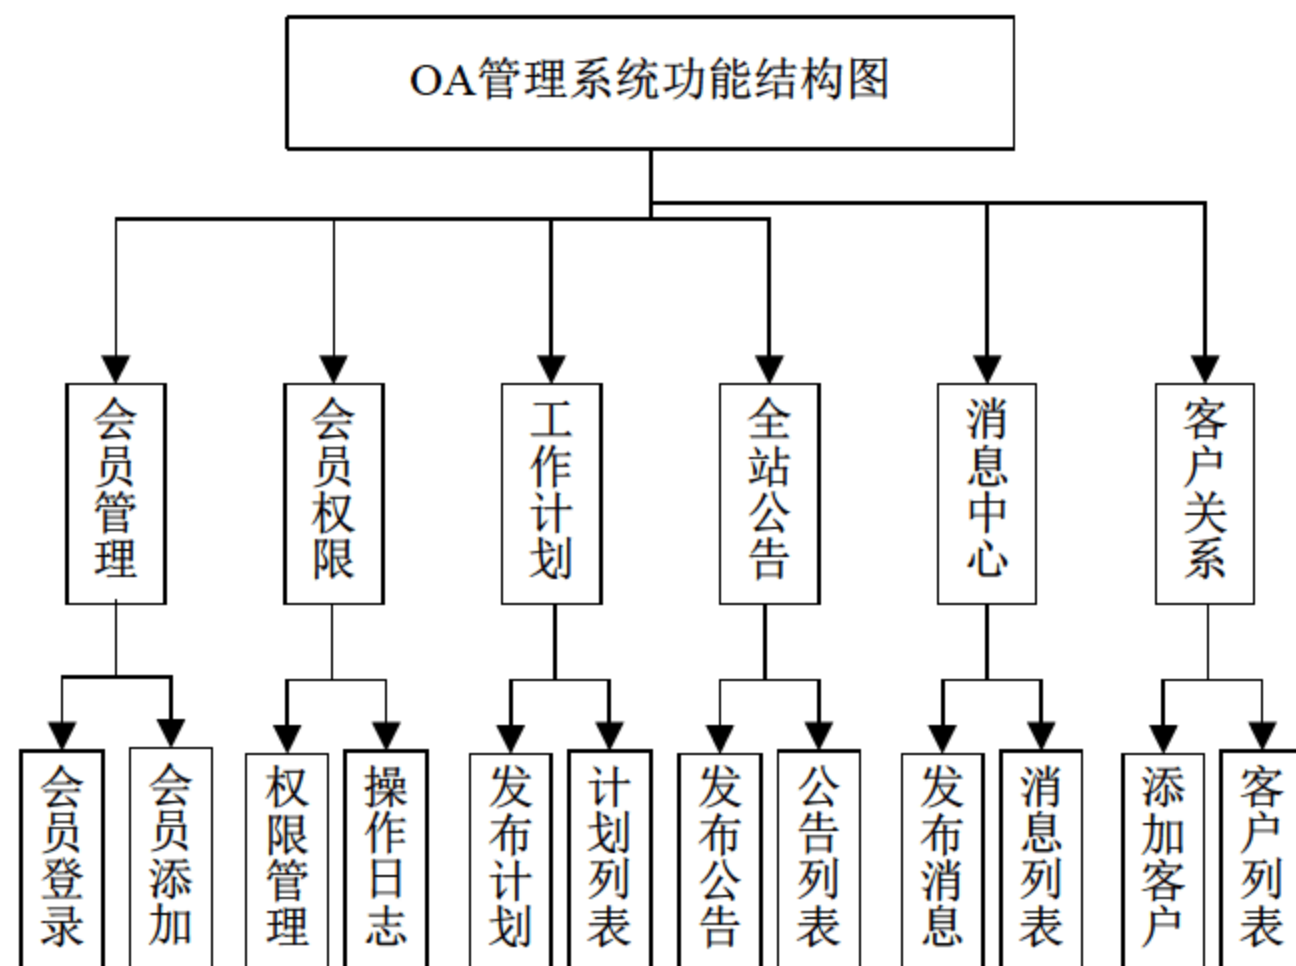 OA管理系统功能结构图
会员管理
会员权限
工作计划
全站公告
消息中心
客户关系
会员登录
会员添加
权限管理
操作日志
发布计划
计划列表
发布公告
公告列表
发布消息
消息列表
添加客户
客户列表